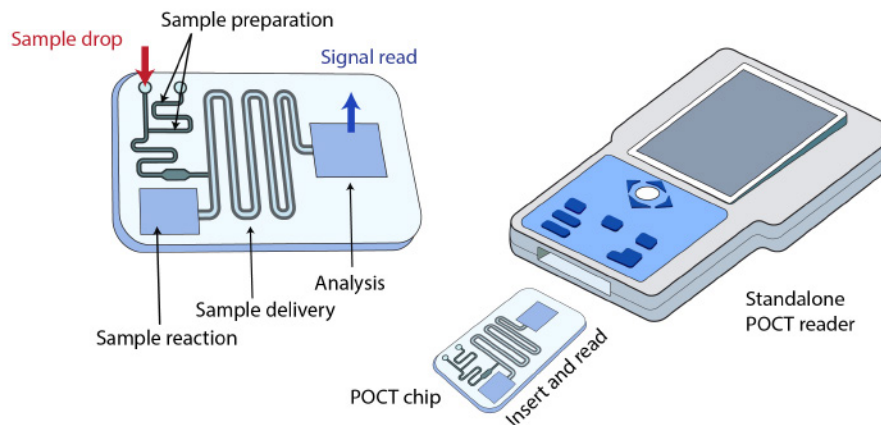 Sample preparation
Sample drop
Signal read
Analysis
Sample delivery
Sample reaction
Standalone
POCT reader
POCT chip
Insert and read